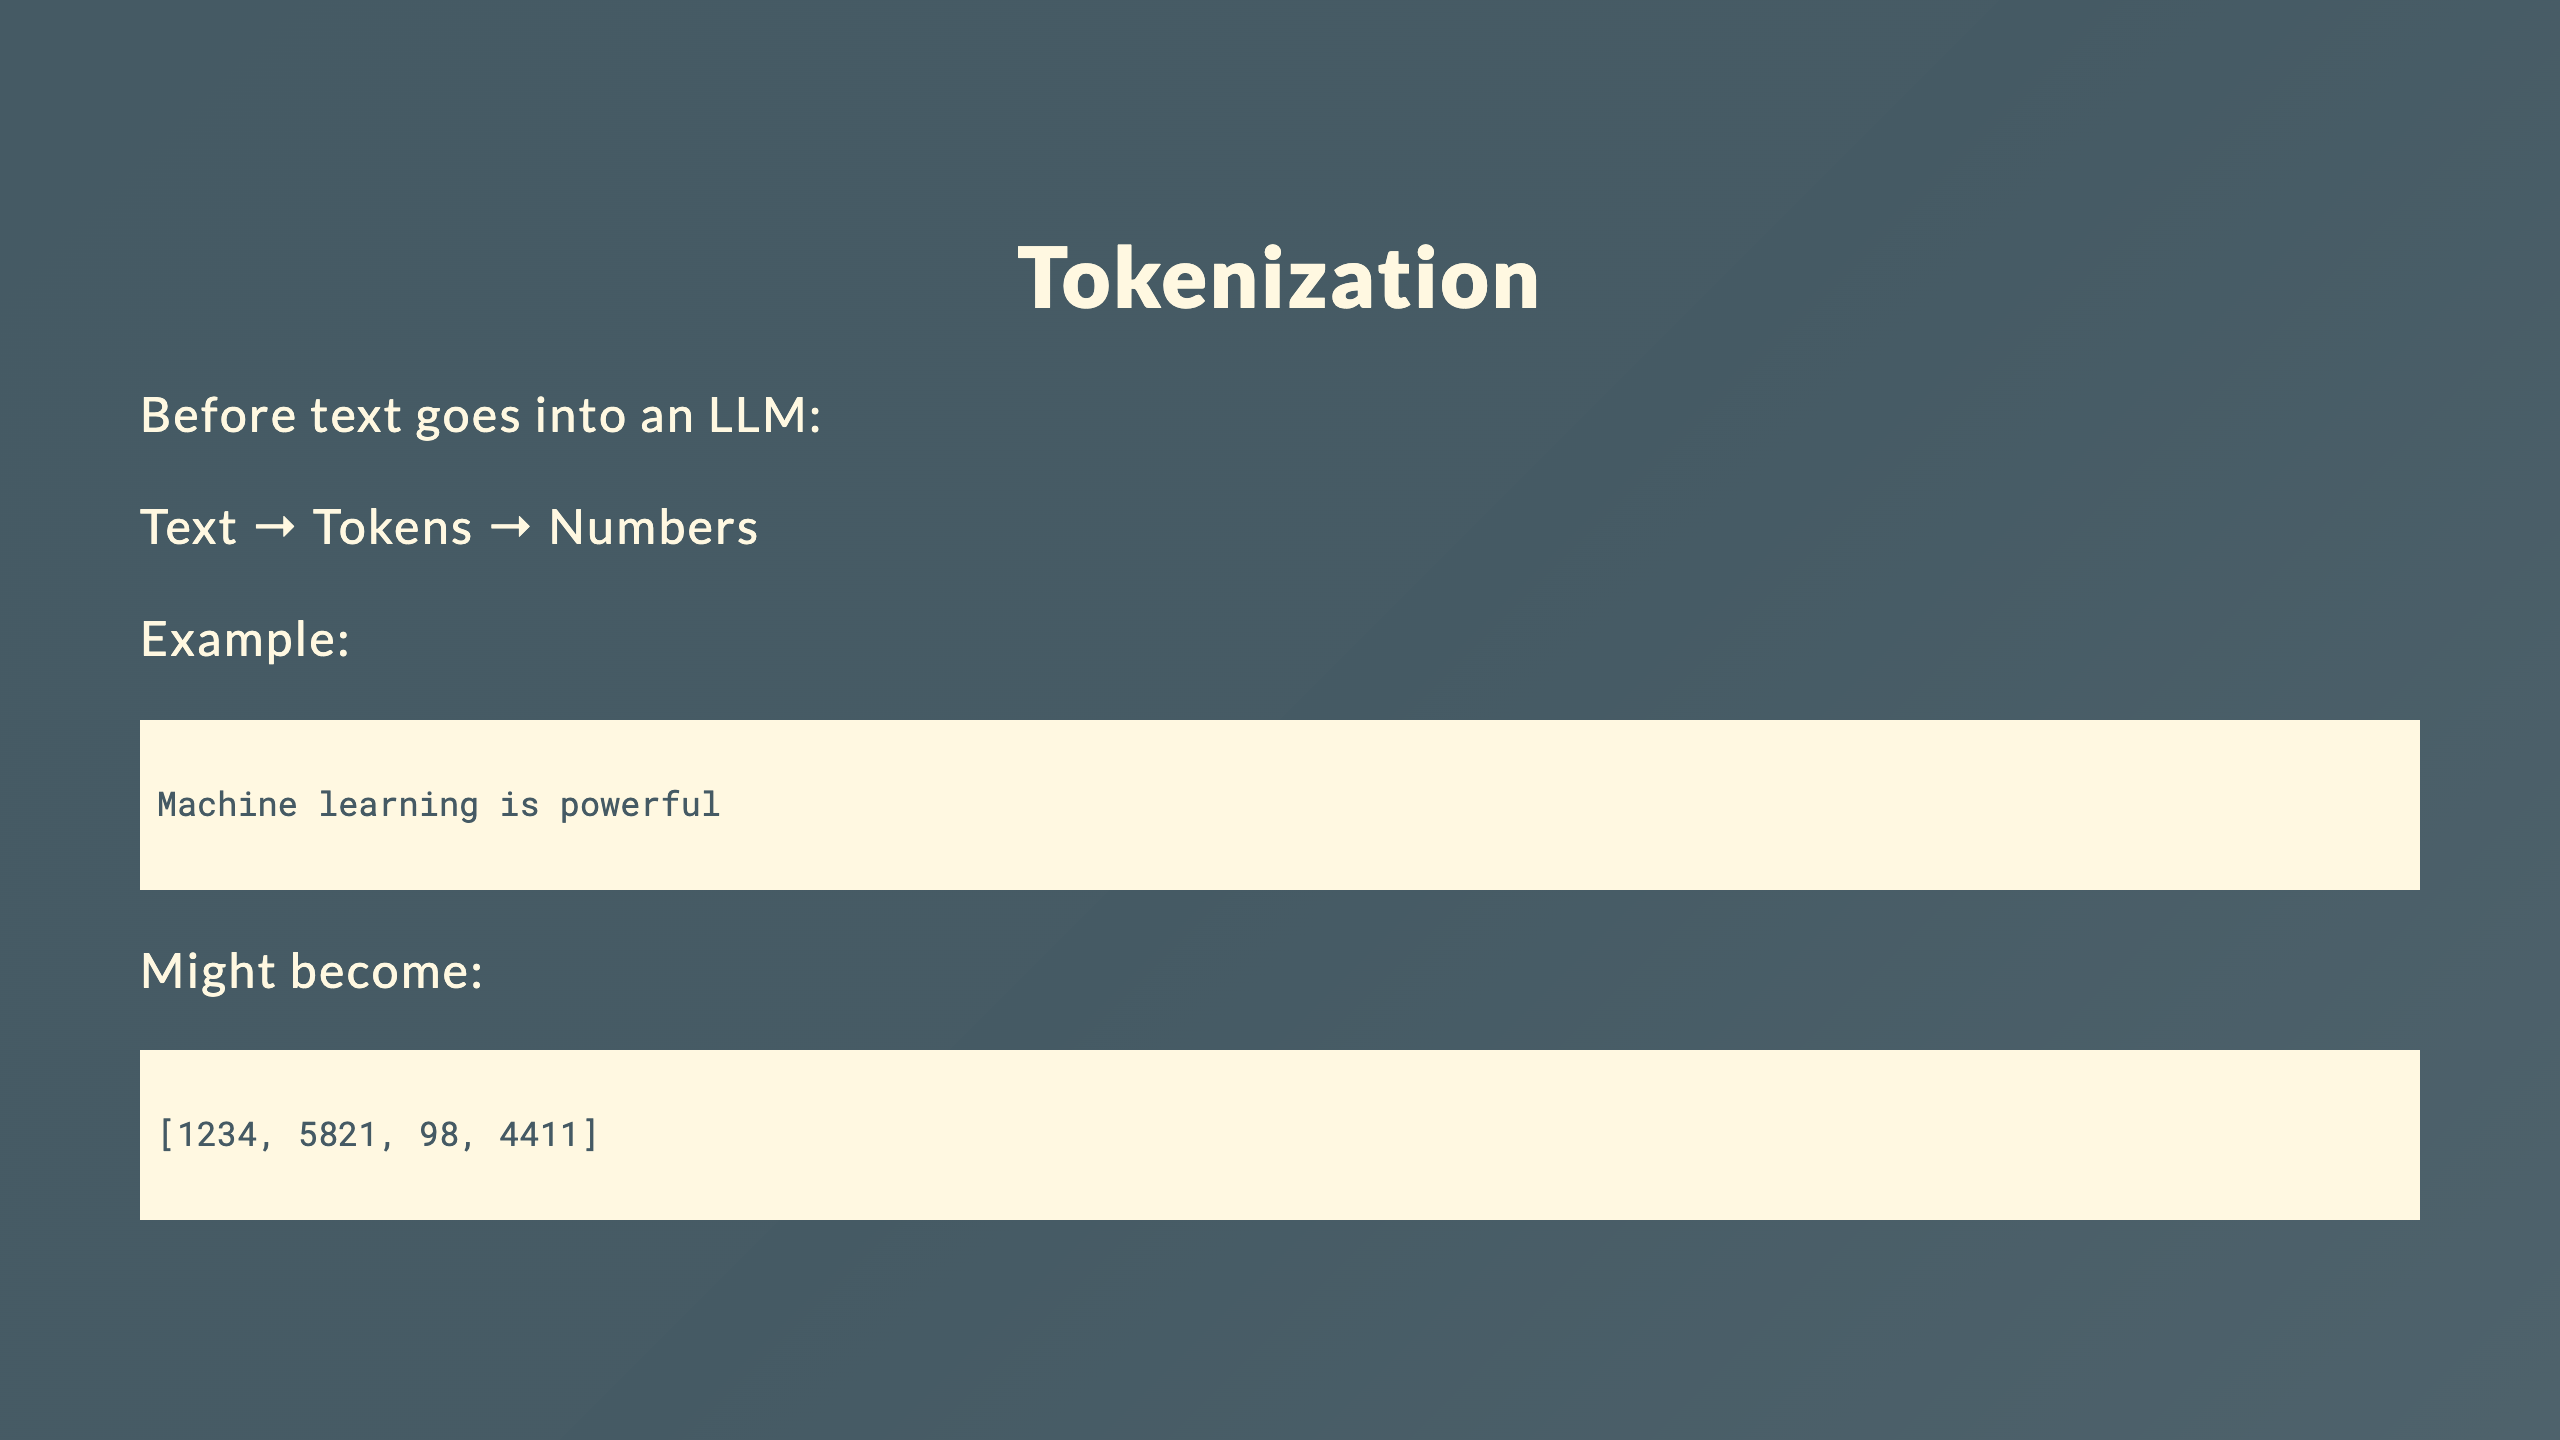 Tokenization
Before text goes into an LLM:
Text → Tokens → Numbers
Example:
Machine learning is powerful
Might become:
[1234, 5821, 98, 4411]